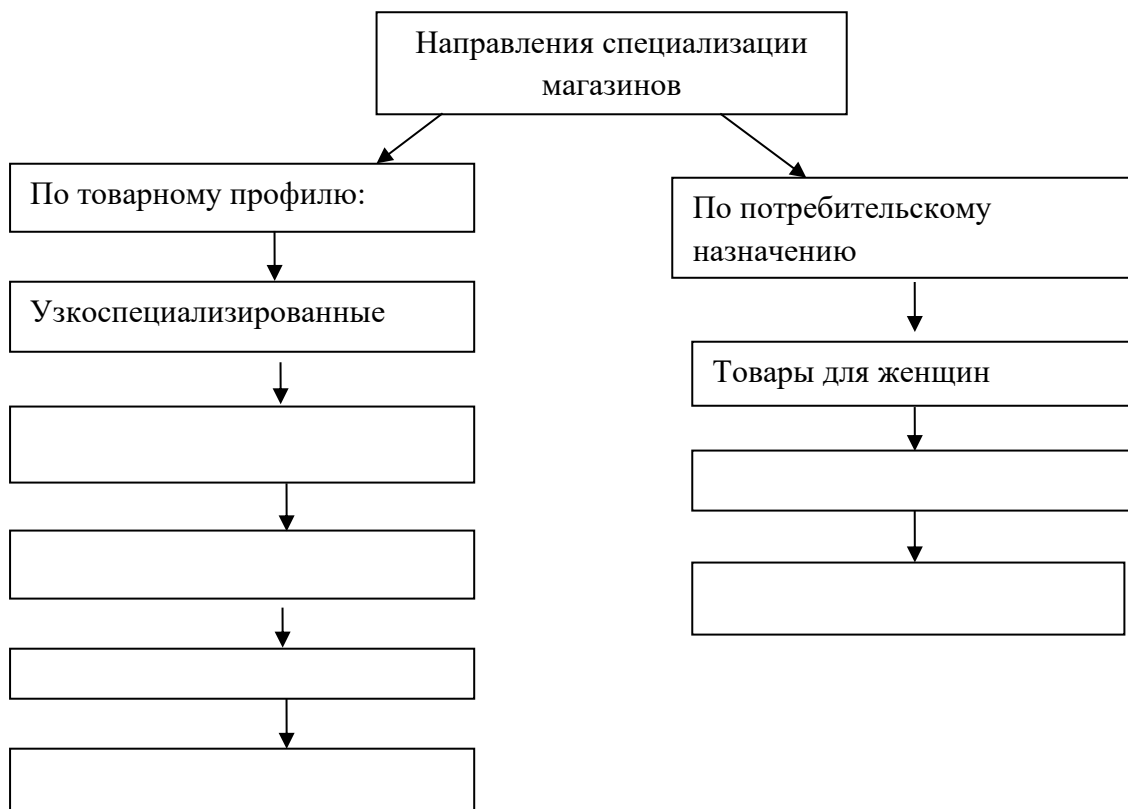 Направления специализации
магазинов
По товарному профилю:
По потребительскому
назначению
Узкоспециализированные
Товары для женщин